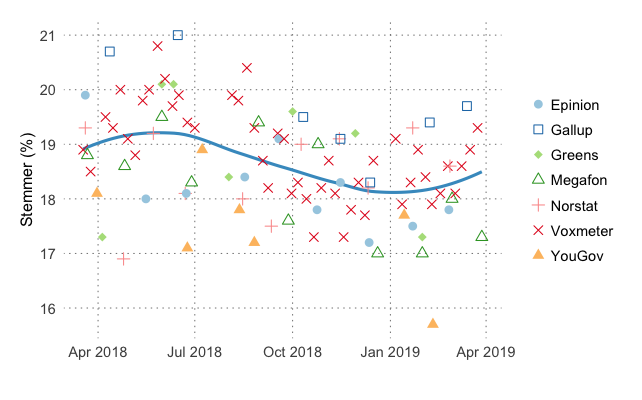 Stemmer (%)
21
20
19
18
17
16
Apr 2018
Jul 2018
Oct 2018
Jan 2019
Apr 2019
Epinion
Gallup
Greens
Megafon
Norstat
Voxmeter
YouGov